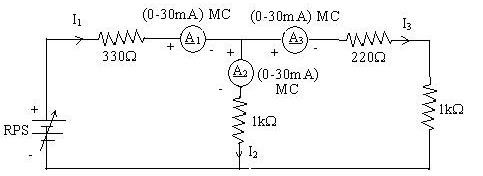 I₁
(0-30mA) MC
(0-30mA) MC
I₃
A₁
A₃
+
-
+
-
+
330Ω
220Ω
A₂
(0-30mA)
MC
-
+
RPS
-
1kΩ
1kΩ
I₂